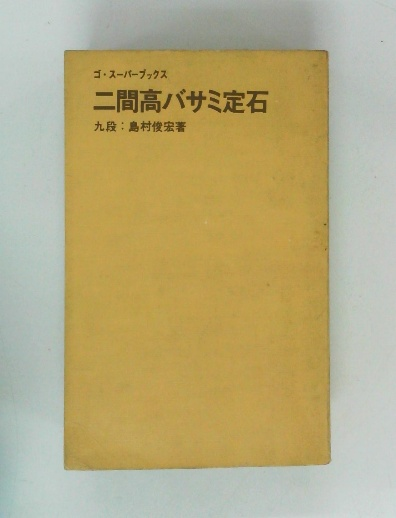 ゴ・スーパーブックス
二間高バサミ定石
九段：島村俊宏著